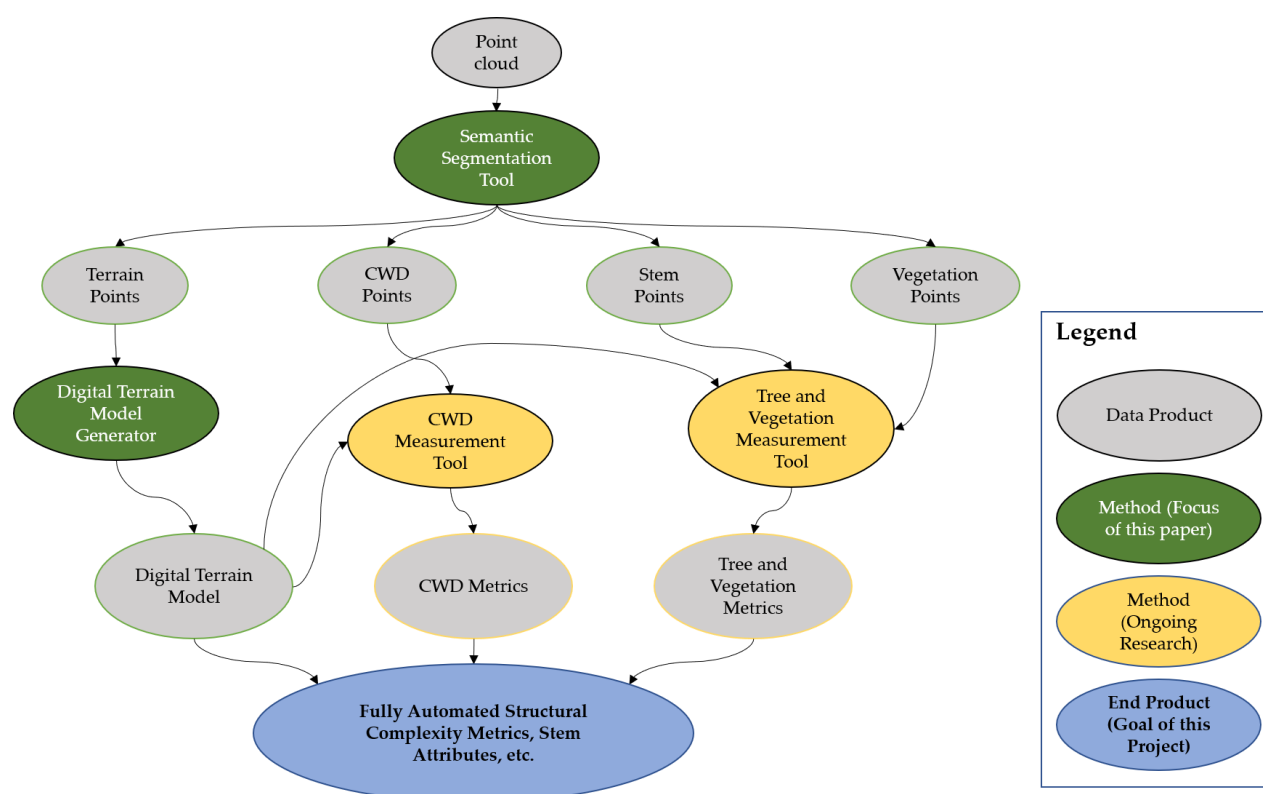 Point
cloud
Semantic
Segmentation
Tool
Terrain
Points
CWD
Points
Stem
Points
Vegetation
Points
Digital Terrain
Model
Generator
CWD
Measurement
Tool
Tree and
Vegetation
Measurement
Tool
Digital Terrain
Model
CWD Metrics
Tree and
Vegetation
Metrics
Fully Automated Structural
Complexity Metrics, Stem
Attributes, etc.
Legend
Data Product
Method (Focus
of this paper)
Method
(Ongoing
Research)
End Product
(Goal of this
Project)